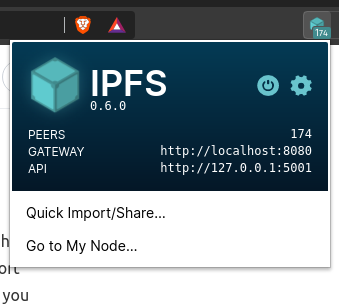 174
IPFS
0.6.0
PEERS 174
GATEWAY http://localhost:8080
API http://127.0.0.1:5001
Quick Import/Share...
Go to My Node...
you